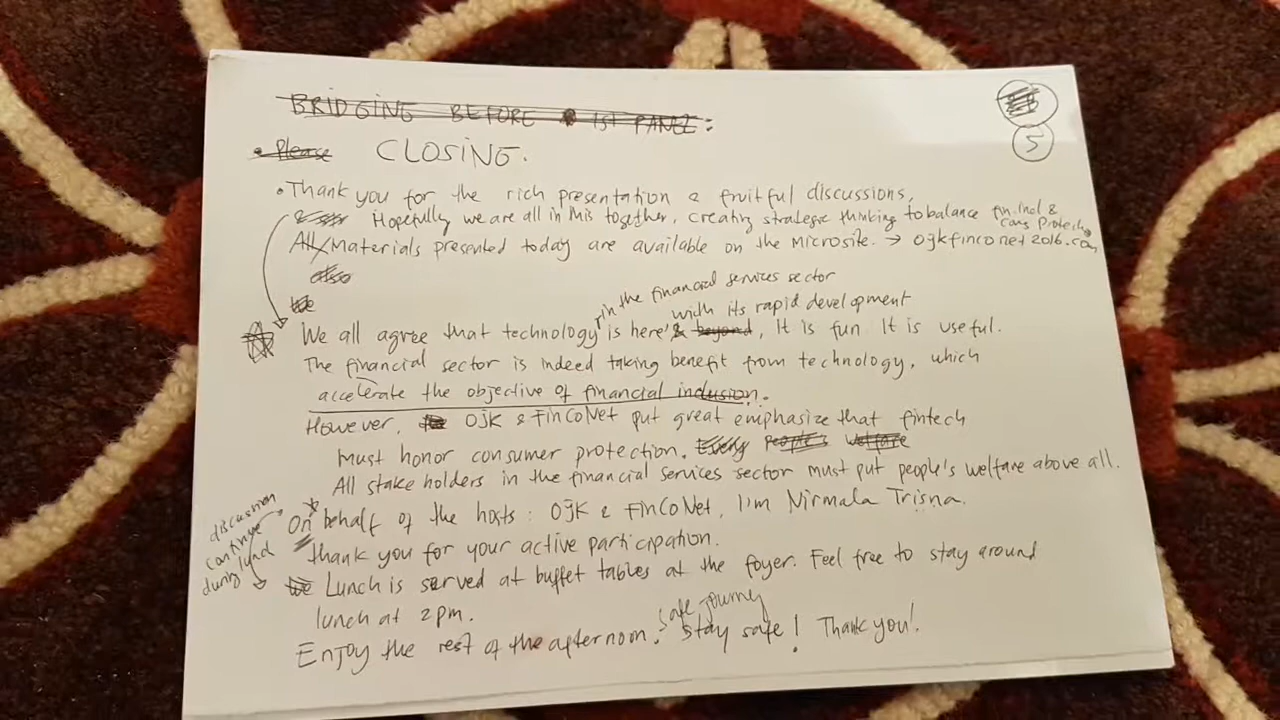 BRIDGING BEFORE 1st PANEL:
5
• Please CLOSING.
• Thank you for the rich presentation & fruitful discussions,
Hopefully we are all in this together, creating strategic thinking to balance fin. Incl &
Cons Protech
All Materials presented today are available on the Microsite. → ojkfinconet2016.com
also
in the financial services sector
with its rapid development
We all agree that technology is here & beyond, It is fun It is useful.
The financial sector is indeed taking benefit from technology, which
accelerate the objective of financial inclusion.
However, OJK & FinCoNet put great emphasize that fintech
must honor consumer protection. Every people's welfare
All stake holders in the financial services sector must put people's welfare above all.
discussion
continue
during lunch
On behalf of the hosts: OJK & FinCoNet, I'm Nirmala Trisna.
Thank you for your active participation.
We Lunch is served at buffet tables at the foyer. Feel free to stay around
lunch at 2 pm.
safe journey
Enjoy the rest of the afternoon. Stay safe! Thank you!